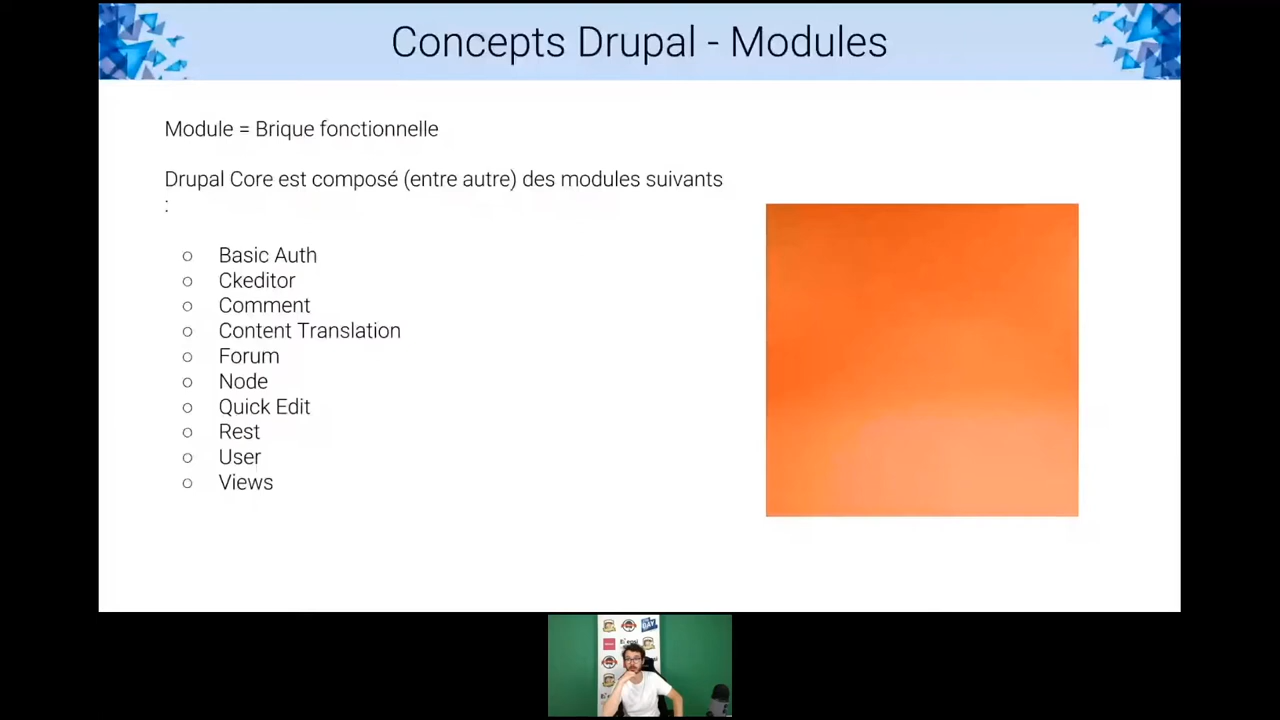 Concepts Drupal - Modules
Module = Brique fonctionnelle
Drupal Core est composé (entre autre) des modules suivants
:
Basic Auth
Ckeditor
Comment
Content Translation
Forum
Node
Quick Edit
Rest
User
Views